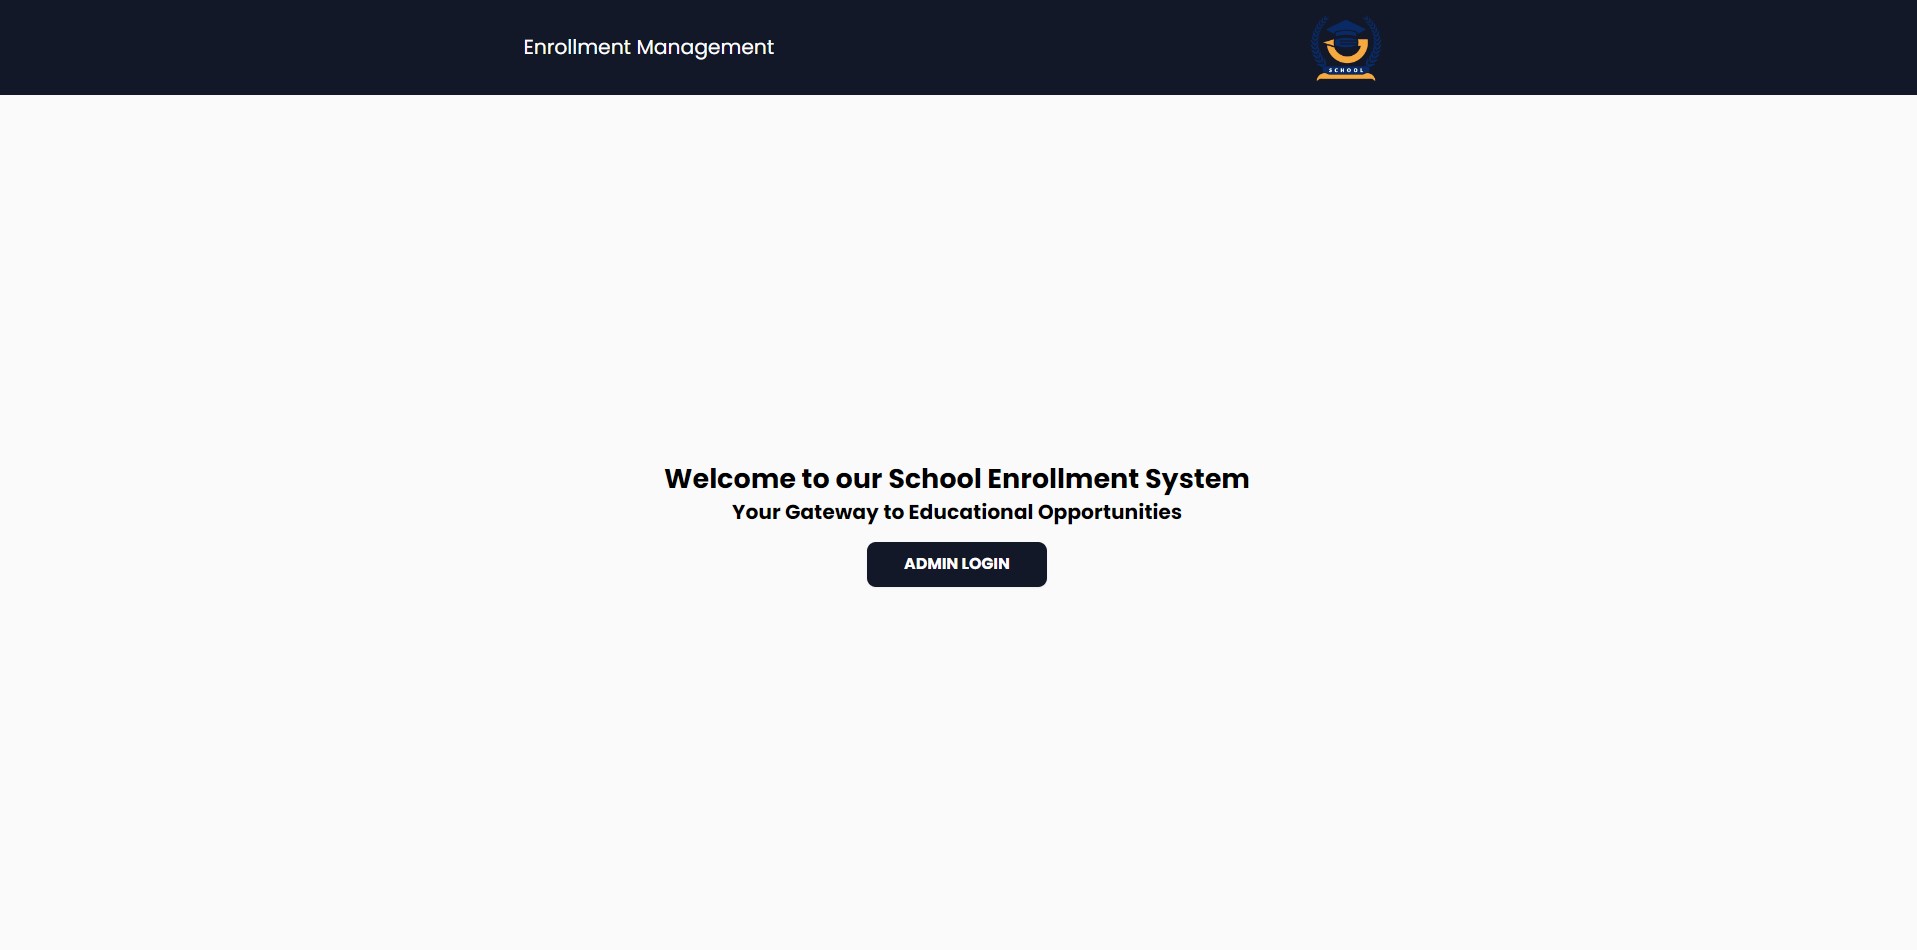 Enrollment Management
SCHOOL
Welcome to our School Enrollment System
Your Gateway to Educational Opportunities
ADMIN LOGIN